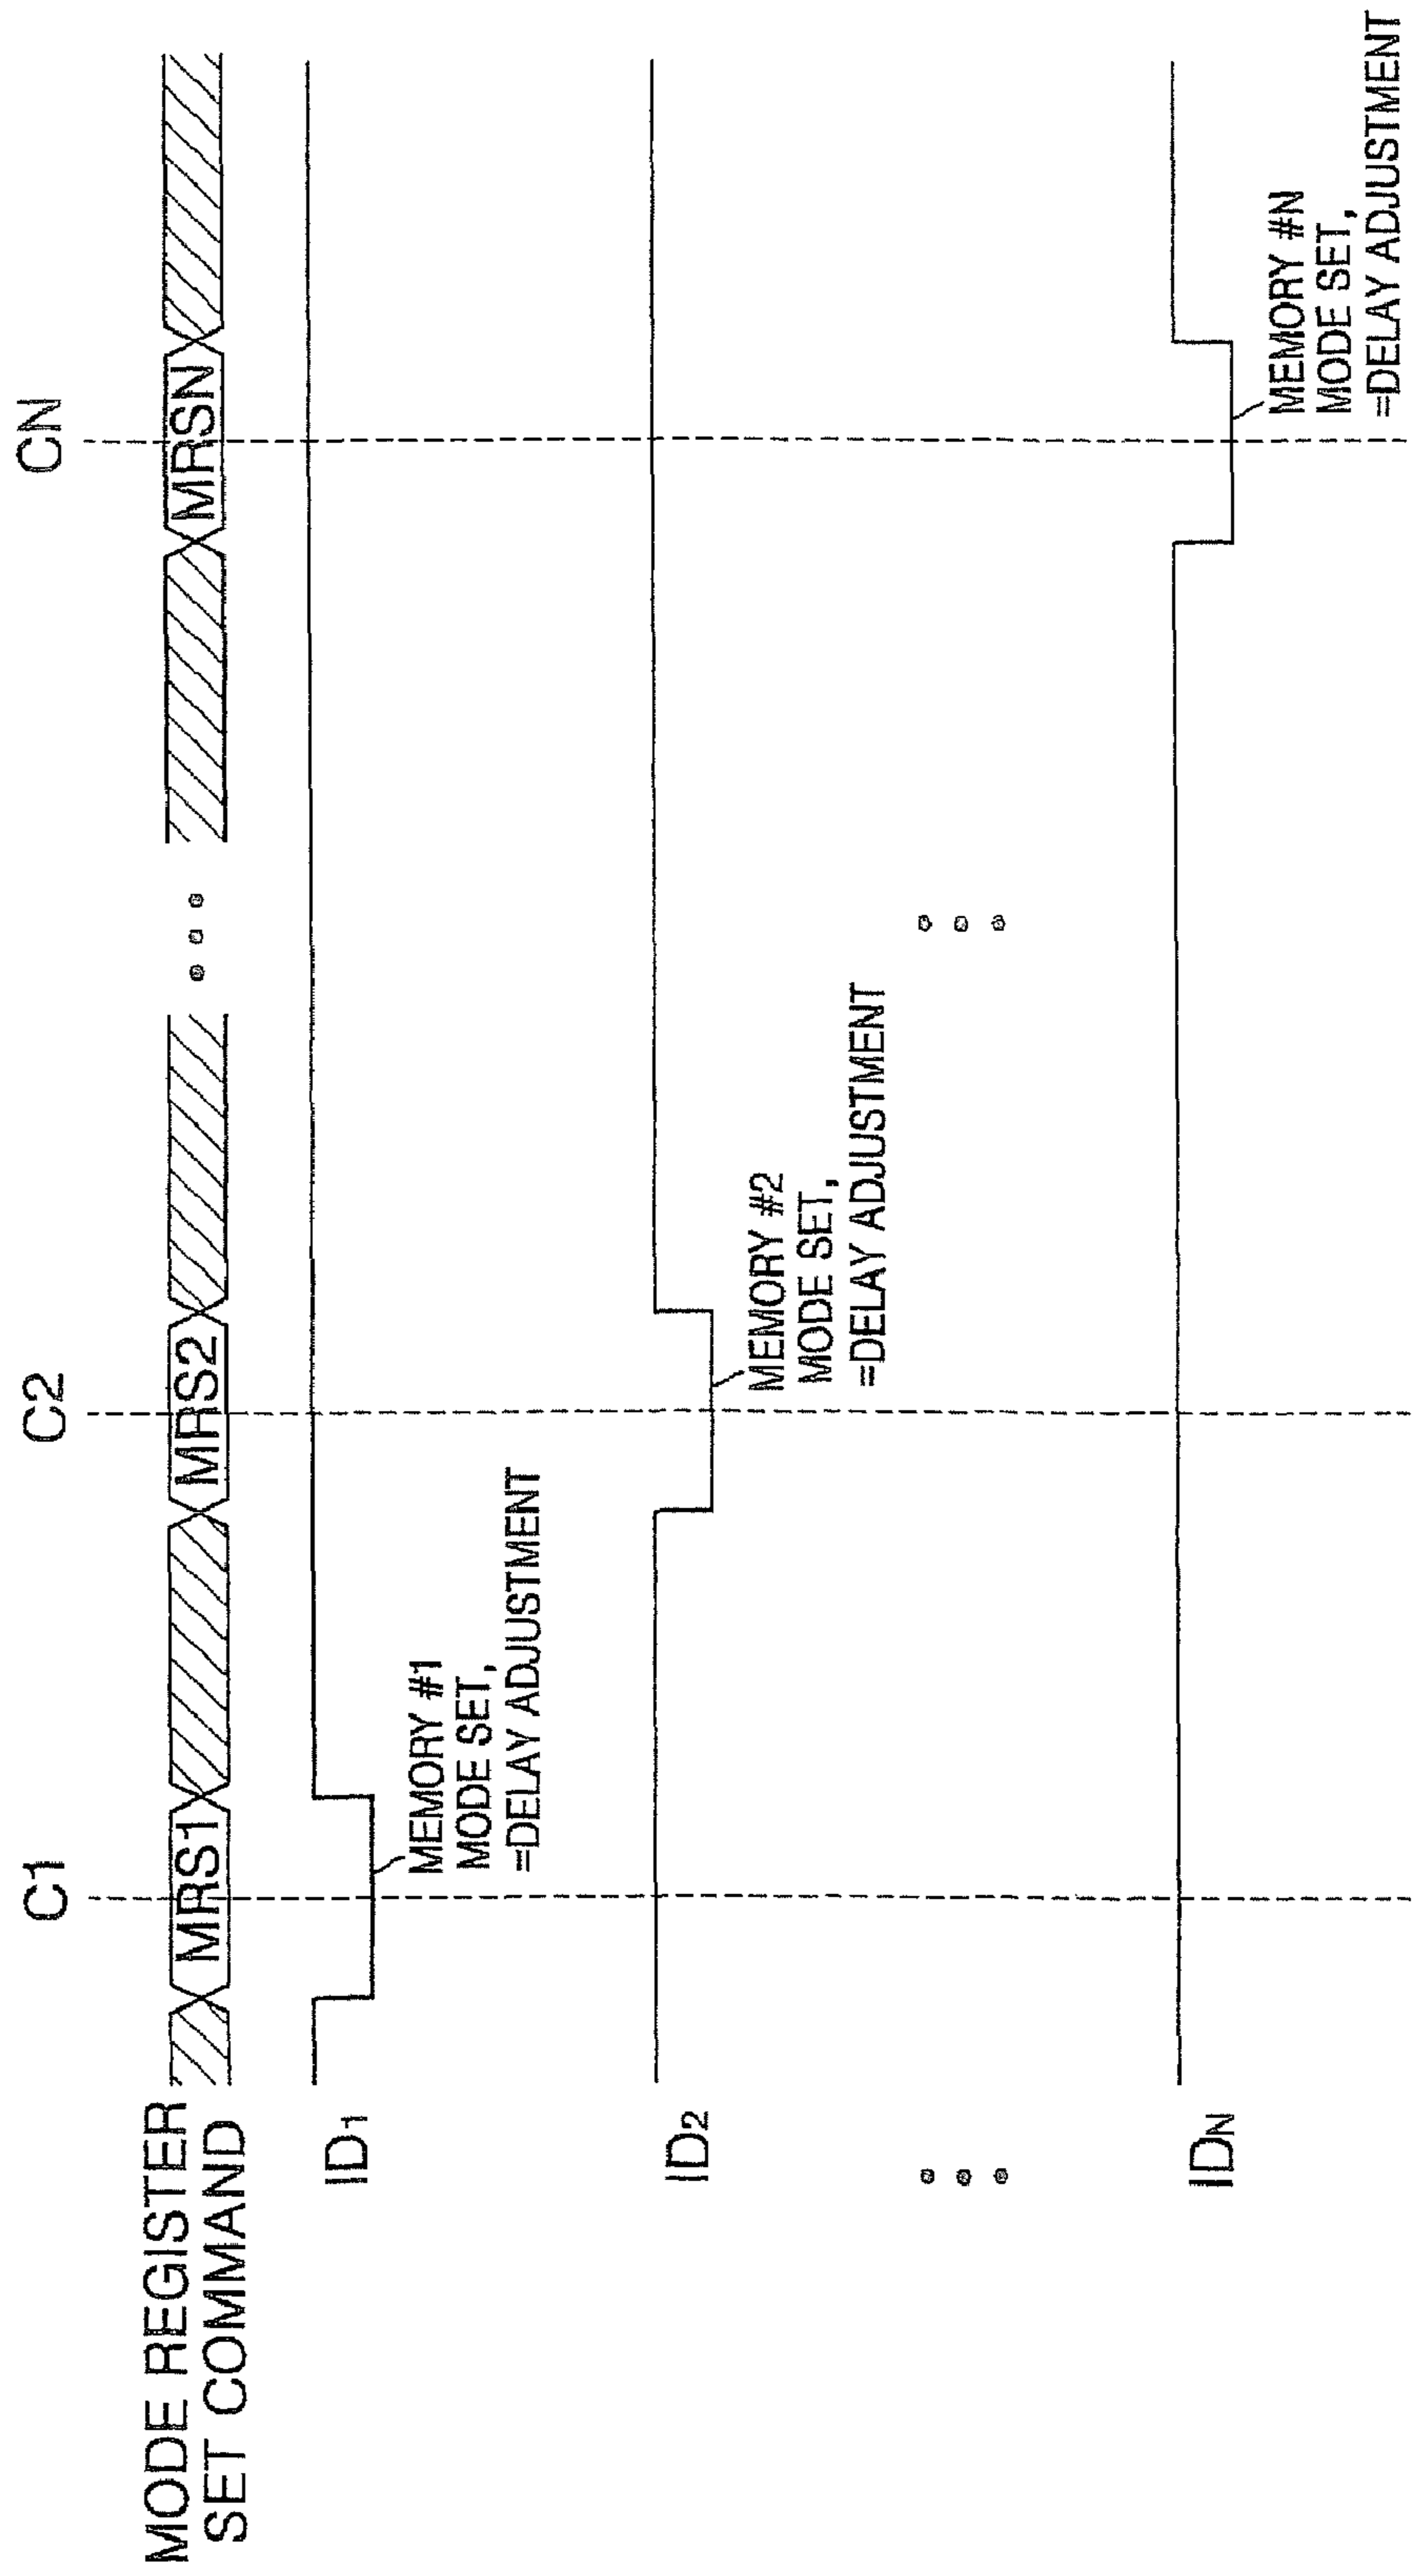 C1
C2
CN
MODE REGISTER
SET COMMAND
MRS1
MRS2
MRSN
ID1
MEMORY #1
MODE SET,
=DELAY ADJUSTMENT
ID2
MEMORY #2
MODE SET,
=DELAY ADJUSTMENT
IDN
MEMORY #N
MODE SET,
=DELAY ADJUSTMENT